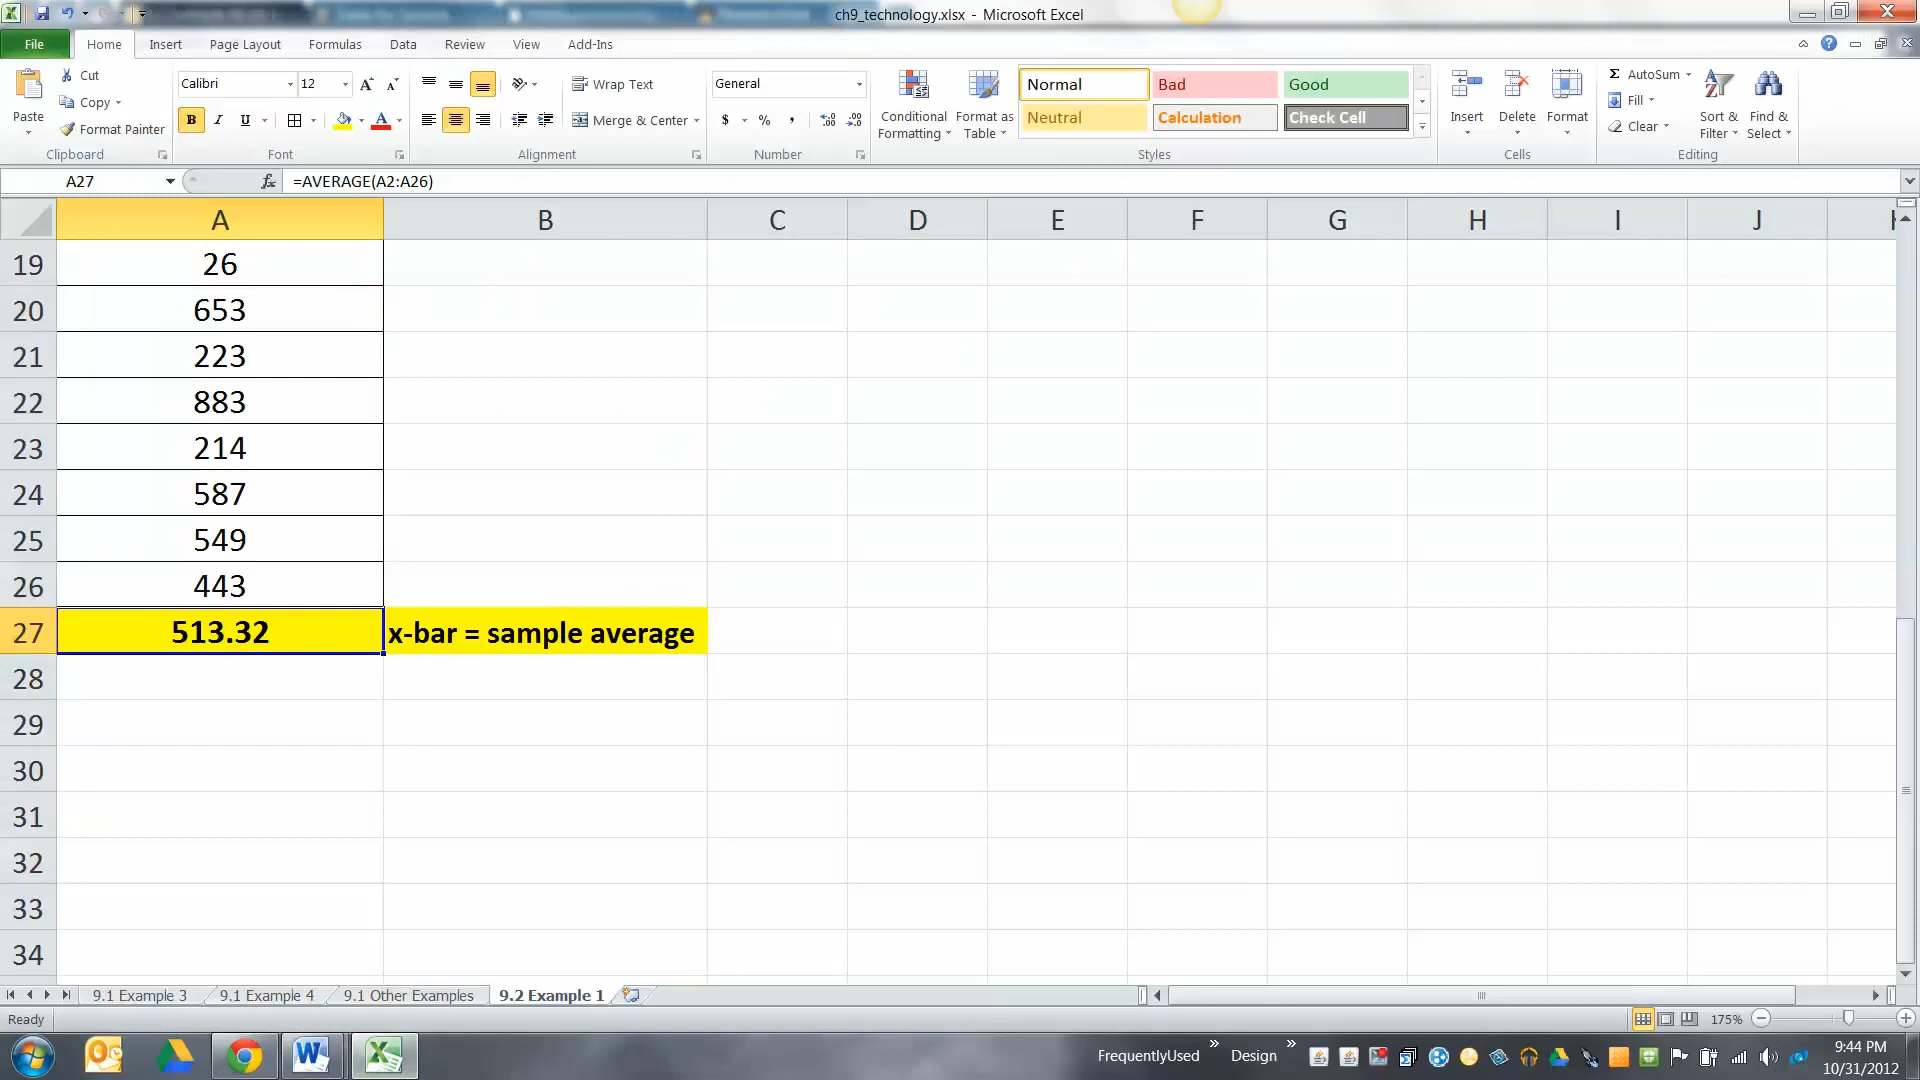 ch9_technology.xlsx - Microsoft Excel
File Home Insert Page Layout Formulas Data Review View Add-Ins
Paste
Cut
Copy
Format Painter
Clipboard
Calibri 12
B I U
Font
Wrap Text
Merge & Center
Alignment
General
$ % ,
Number
Conditional Formatting
Format as Table
Normal Bad Good
Neutral Calculation Check Cell
Styles
Insert Delete Format
Cells
Σ AutoSum
Fill
Clear
Sort & Filter
Find & Select
Editing
A27 fx =AVERAGE(A2:A26)
A B C D E F G H I J
19 26
20 653
21 223
22 883
23 214
24 587
25 549
26 443
27 513.32 x-bar = sample average
28
29
30
31
32
33
34
9.1 Example 3 9.1 Example 4 9.1 Other Examples 9.2 Example 1
Ready 175%
FrequentlyUsed » Design » 9:44 PM
10/31/2012